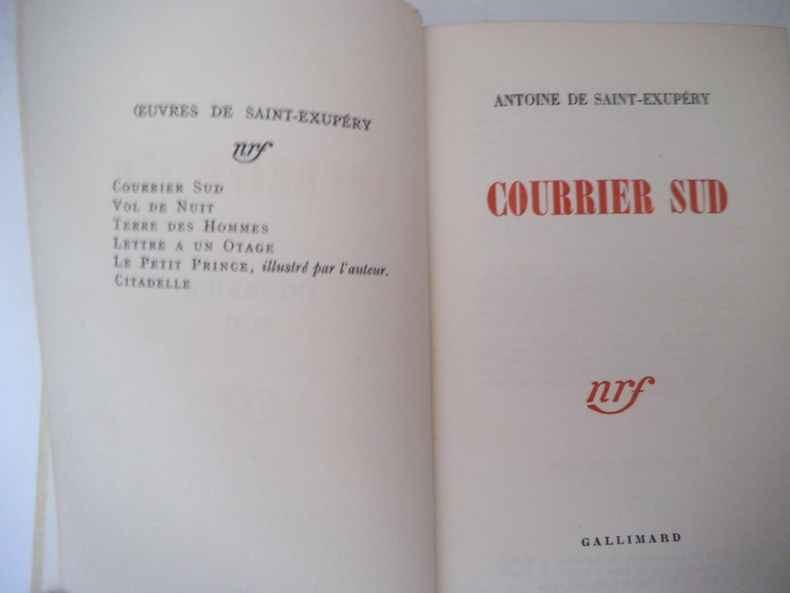 ŒUVRES DE SAINT-EXUPÉRY
nrf
COURRIER SUD
VOL DE NUIT
TERRE DES HOMMES
LETTRE A UN OTAGE
LE PETIT PRINCE, illustré par l'auteur.
CITADELLE
ANTOINE DE SAINT-EXUPÉRY
COURRIER SUD
nrf
GALLIMARD